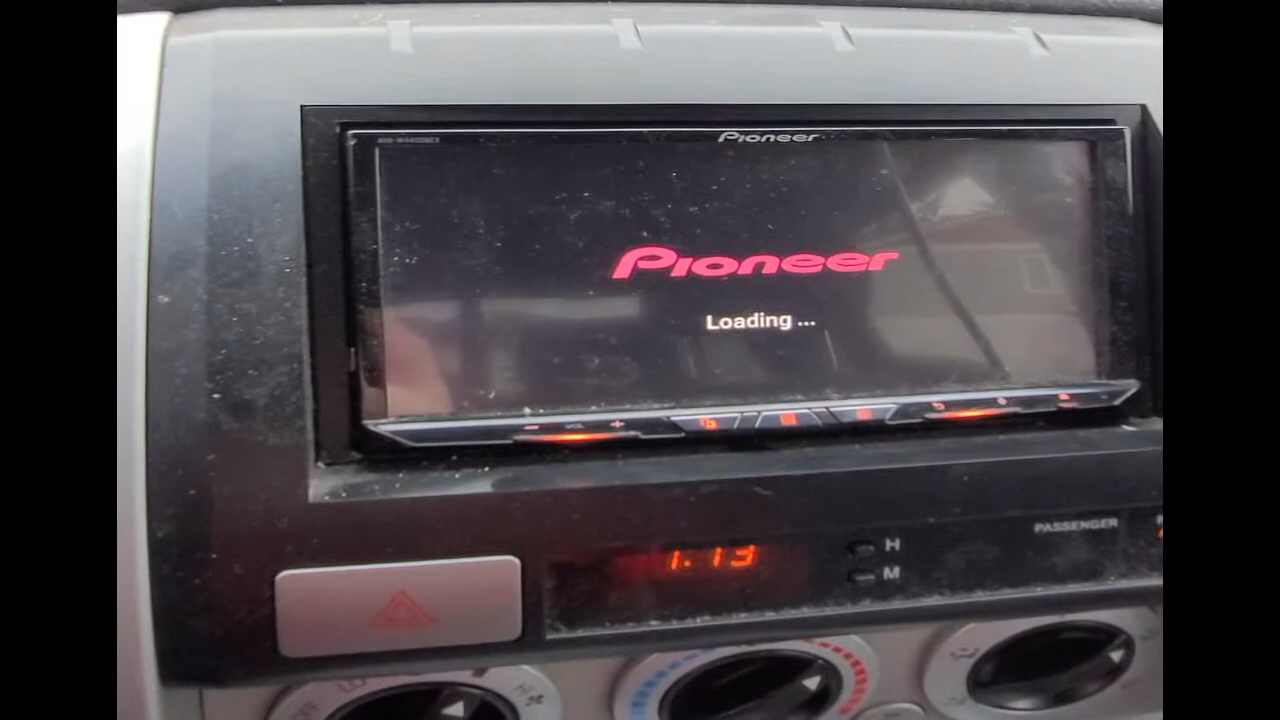 Pioneer
Pioneer
Loading ...
VOL
PASSENGER
1:13
H
M